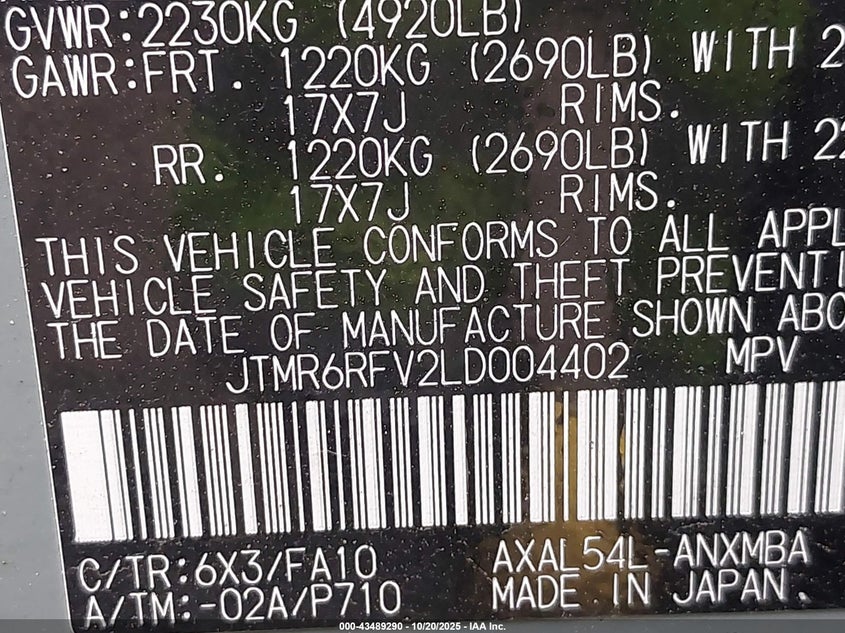 GVWR:2230KG (4920LB)
GAWR:FRT. 1220KG (2690LB) WITH 2
17X7J RIMS.
RR. 1220KG (2690LB) WITH 22
17X7J RIMS.
THIS VEHICLE CONFORMS TO ALL APPL
VEHICLE SAFETY AND THEFT PREVENTI
THE DATE OF MANUFACTURE SHOWN ABO
JTMR6RFV2LD004402 MPV
C/TR:6X3/FA10 AXAL54L-ANXMBA
A/TM:-02A/P710 MADE IN JAPAN.
000-43489290 - 10/20/2025 - IAA Inc.